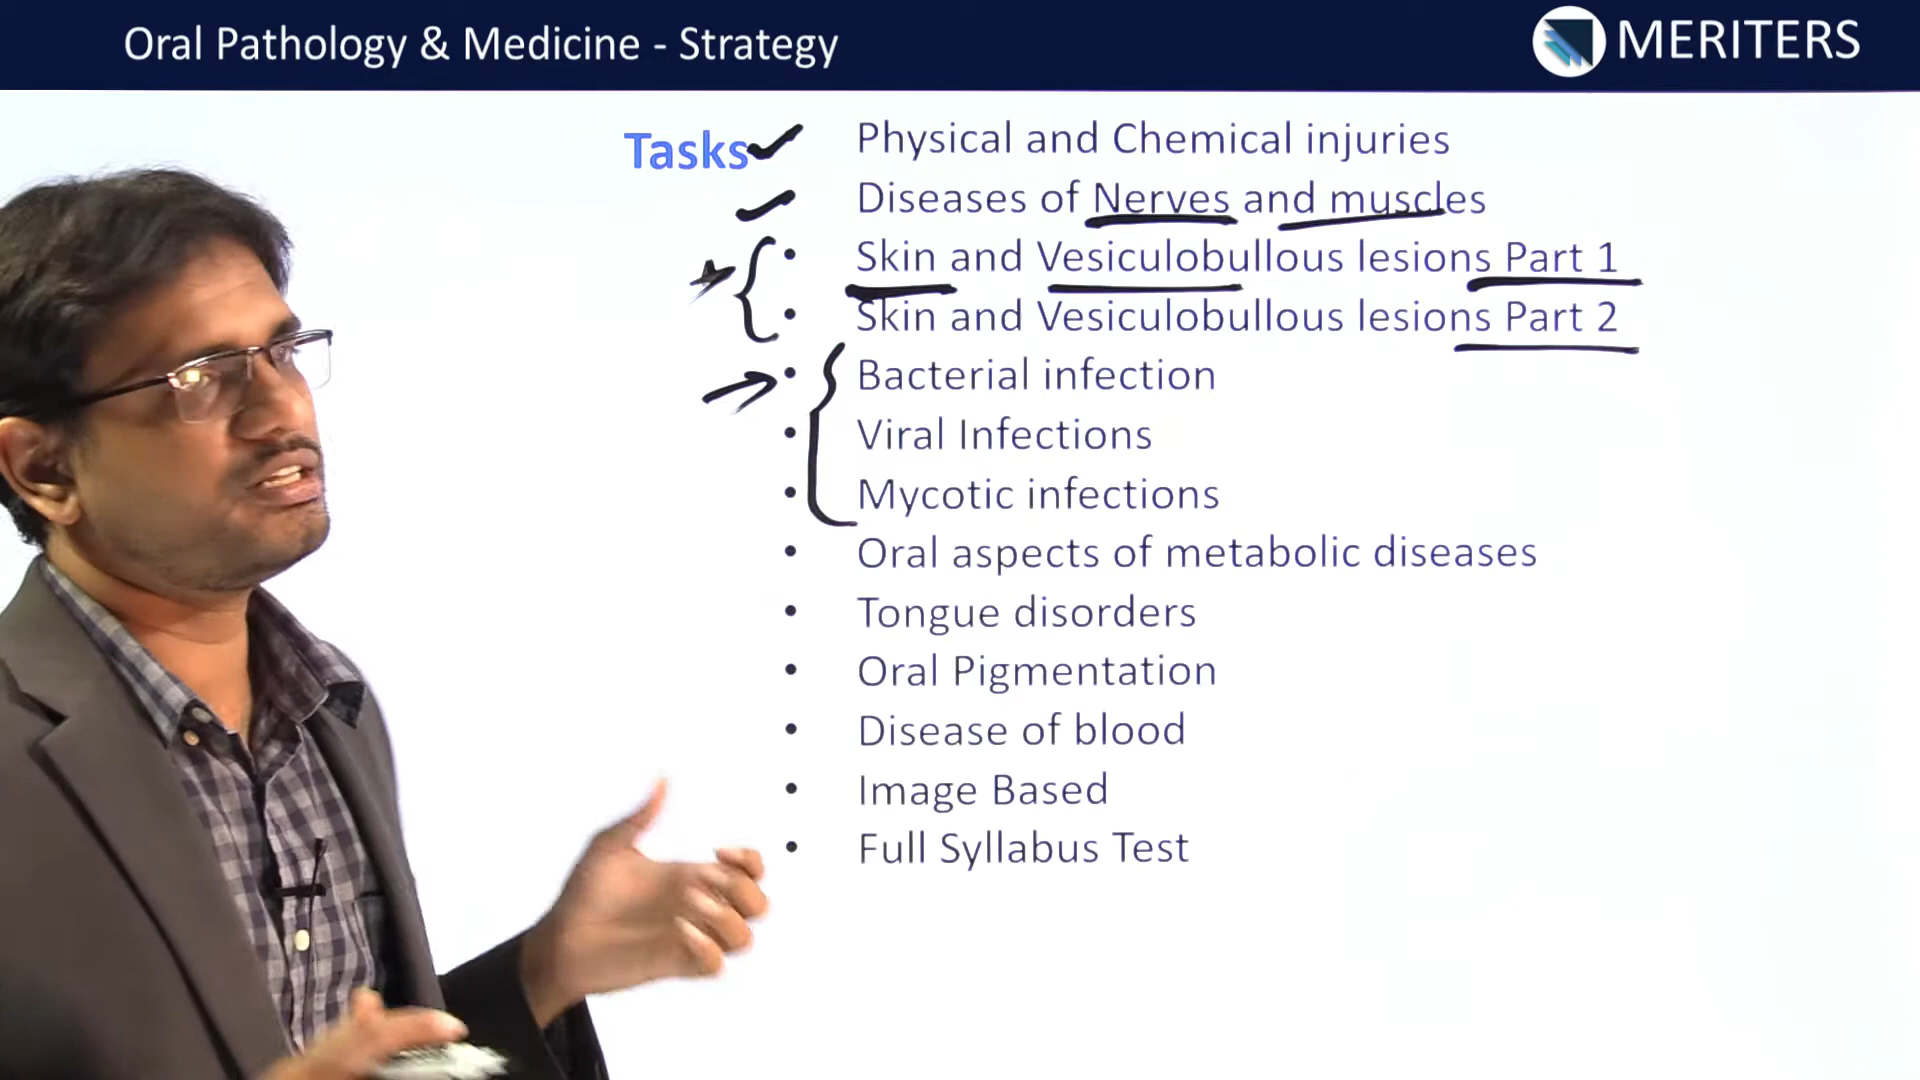 Oral Pathology & Medicine - Strategy
MERITERS
Tasks
Physical and Chemical injuries
Diseases of Nerves and muscles
Skin and Vesiculobullous lesions Part 1
Skin and Vesiculobullous lesions Part 2
Bacterial infection
Viral Infections
Mycotic infections
Oral aspects of metabolic diseases
Tongue disorders
Oral Pigmentation
Disease of blood
Image Based
Full Syllabus Test